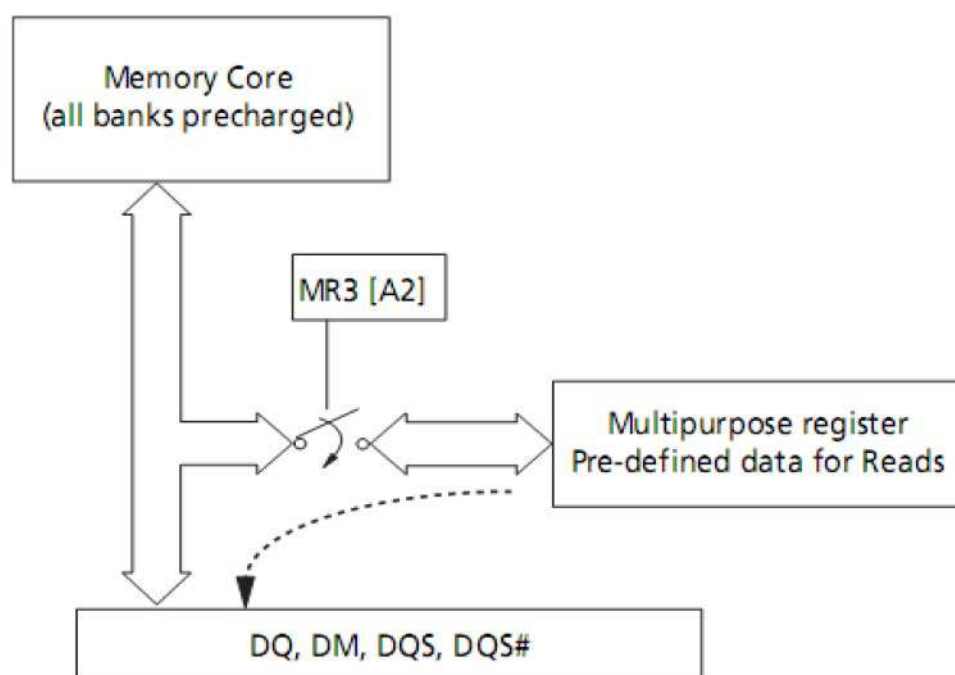 Memory Core
(all banks precharged)
MR3 [A2]
Multipurpose register
Pre-defined data for Reads
DQ, DM, DQS, DQS#